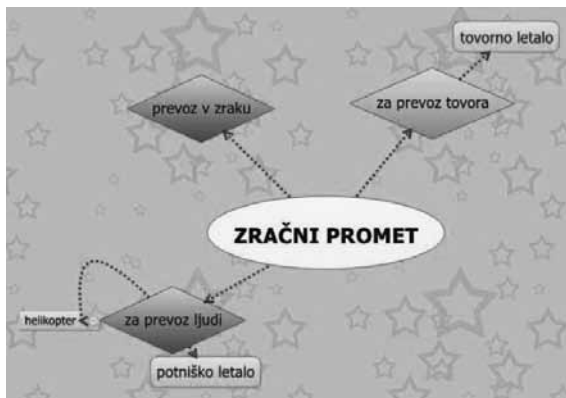 tovorno letalo
prevoz v zraku
za prevoz tovora
ZRAČNI PROMET
helikopter
za prevoz ljudi
potniško letalo